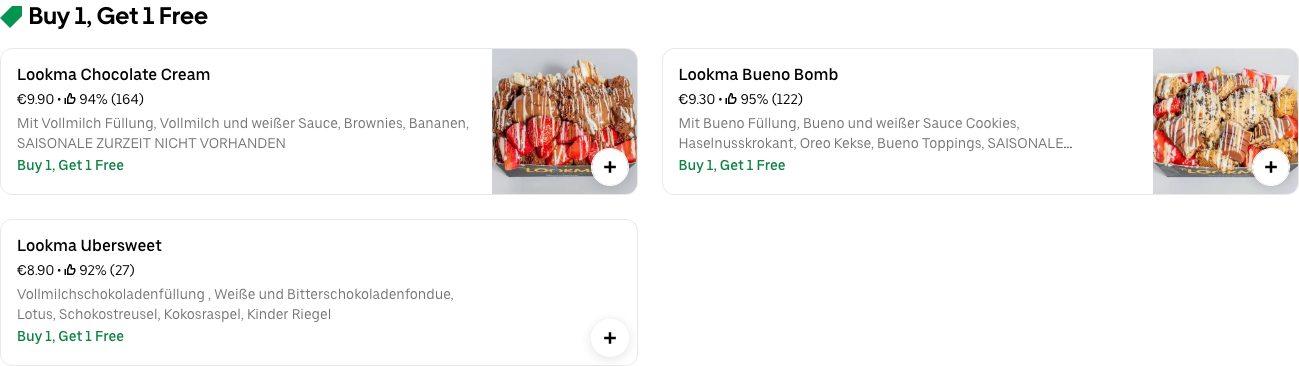 Buy 1, Get 1 Free
Lookma Chocolate Cream
€9.90 • 94% (164)
Mit Vollmilch Füllung, Vollmilch und weißer Sauce, Brownies, Bananen,
SAISONALE ZURZEIT NICHT VORHANDEN
Buy 1, Get 1 Free
Lookma Bueno Bomb
€9.30 • 95% (122)
Mit Bueno Füllung, Bueno und weißer Sauce Cookies,
Haselnusskrokant, Oreo Kekse, Bueno Toppings, SAISONALE...
Buy 1, Get 1 Free
Lookma Ubersweet
€8.90 • 92% (27)
Vollmilchschokoladenfüllung , Weiße und Bitterschokoladenfondue,
Lotus, Schokostreusel, Kokosraspel, Kinder Riegel
Buy 1, Get 1 Free